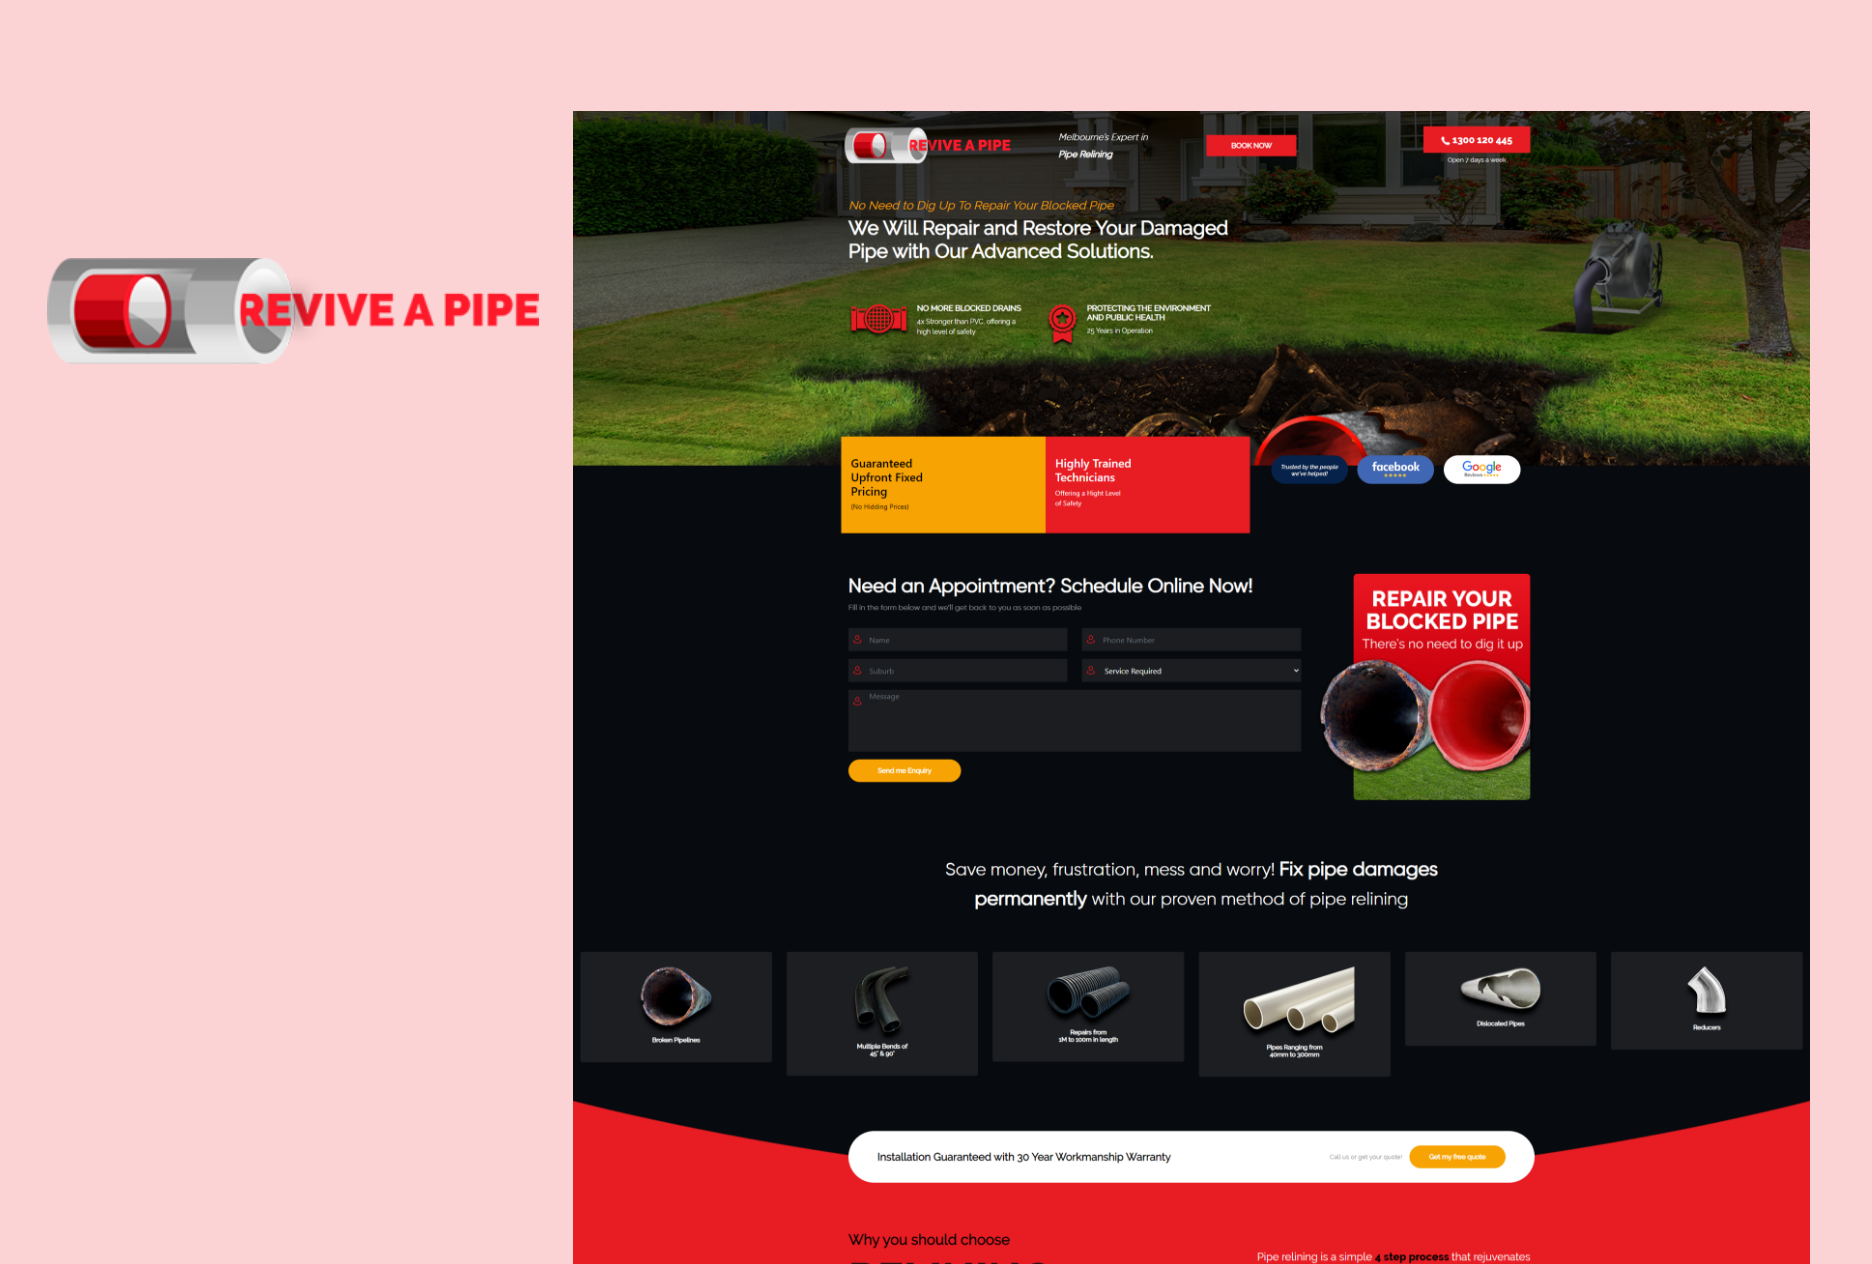 REVIVE A PIPE
REVIVE A PIPE
Melbourne's Expert in
Pipe Relining
BOOK NOW
1300 120 445
Open 7 days a week
No Need to Dig Up To Repair Your Blocked Pipe
We Will Repair and Restore Your Damaged
Pipe with Our Advanced Solutions.
NO MORE BLOCKED DRAINS
4x Stronger than PVC, offering a
high level of safety
PROTECTING THE ENVIRONMENT
AND PUBLIC HEALTH
25 Years in Operation
Guaranteed
Upfront Fixed
Pricing
(No Hidding Prices)
Highly Trained
Technicians
Offering a Hight Level
of Safety
Trusted by the people
we've helped!
facebook
Google
Reviews
Need an Appointment? Schedule Online Now!
Fill in the form below and we'll get back to you as soon as possible
Name
Phone Number
Suburb
Service Required
Message
Send me Enquiry
REPAIR YOUR
BLOCKED PIPE
There's no need to dig it up
Save money, frustration, mess and worry! Fix pipe damages
permanently with our proven method of pipe relining
Broken Pipelines
Multiple Bends of
45° & 90°
Repairs from
1M to 100m in length
Pipes Ranging from
40mm to 300mm
Dislocated Pipes
Reducers
Installation Guaranteed with 30 Year Workmanship Warranty
Call us or get your quote!
Get my free quote
Why you should choose
Pipe relining is a simple 4 step process that rejuvenates